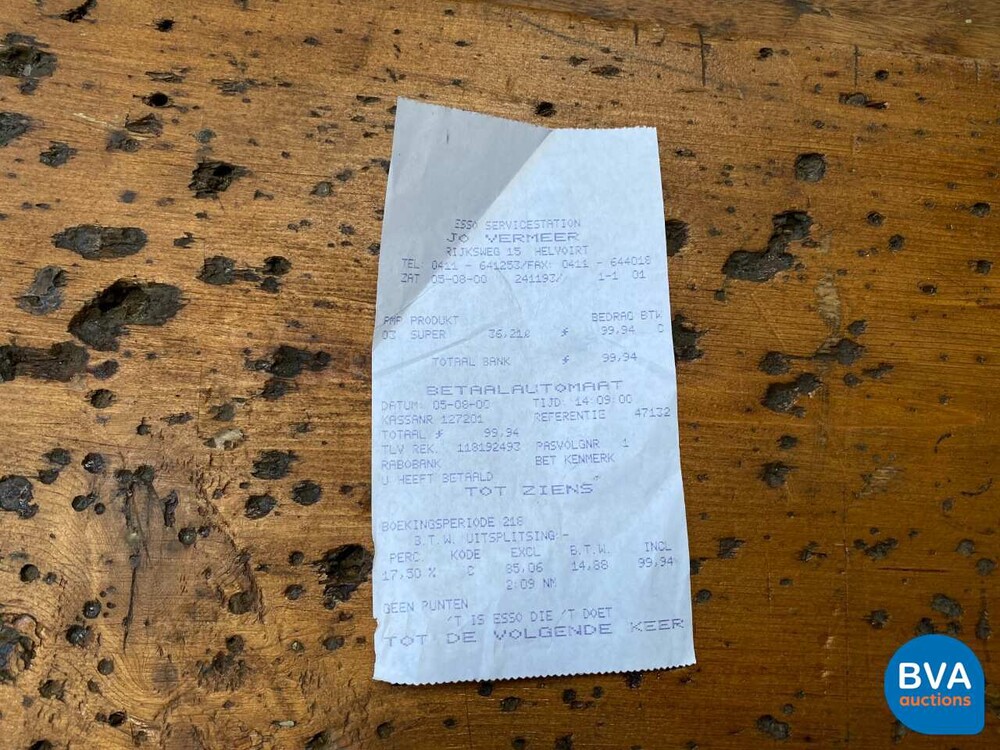 ESSO SERVICESTATION
JO VERMEER
RIJKSWEG 15 HELVOIRT
TEL 0411 - 641253/FAX: 0411 - 644018
ZAT 05-08-00 241193/ 1-1 01
PMP PRODUKT BEDRAG BTW
03 SUPER 36,21@ ƒ 99,94 C
TOTAAL BANK ƒ 99,94
BETAALAUTOMAAT
DATUM: 05-08-00 TIJD: 14:09:00
KASSANR 127201 REFERENTIE 47132
TOTAAL ƒ 99,94
TLV REK. 118192493 PASVOLGNR 1
RABOBANK BET KENMERK
U HEEFT BETAALD
TOT ZIENS
BOEKINGSPERIODE 218
B.T.W. UITSPLITSING:-
PERC. KODE EXCL B.T.W. INCL
17,50 % C 85,06 14,88 99,94
2:09 NM
GEEN PUNTEN
'T IS ESSO DIE 'T DOET
TOT DE VOLGENDE KEER
BVA
auctions